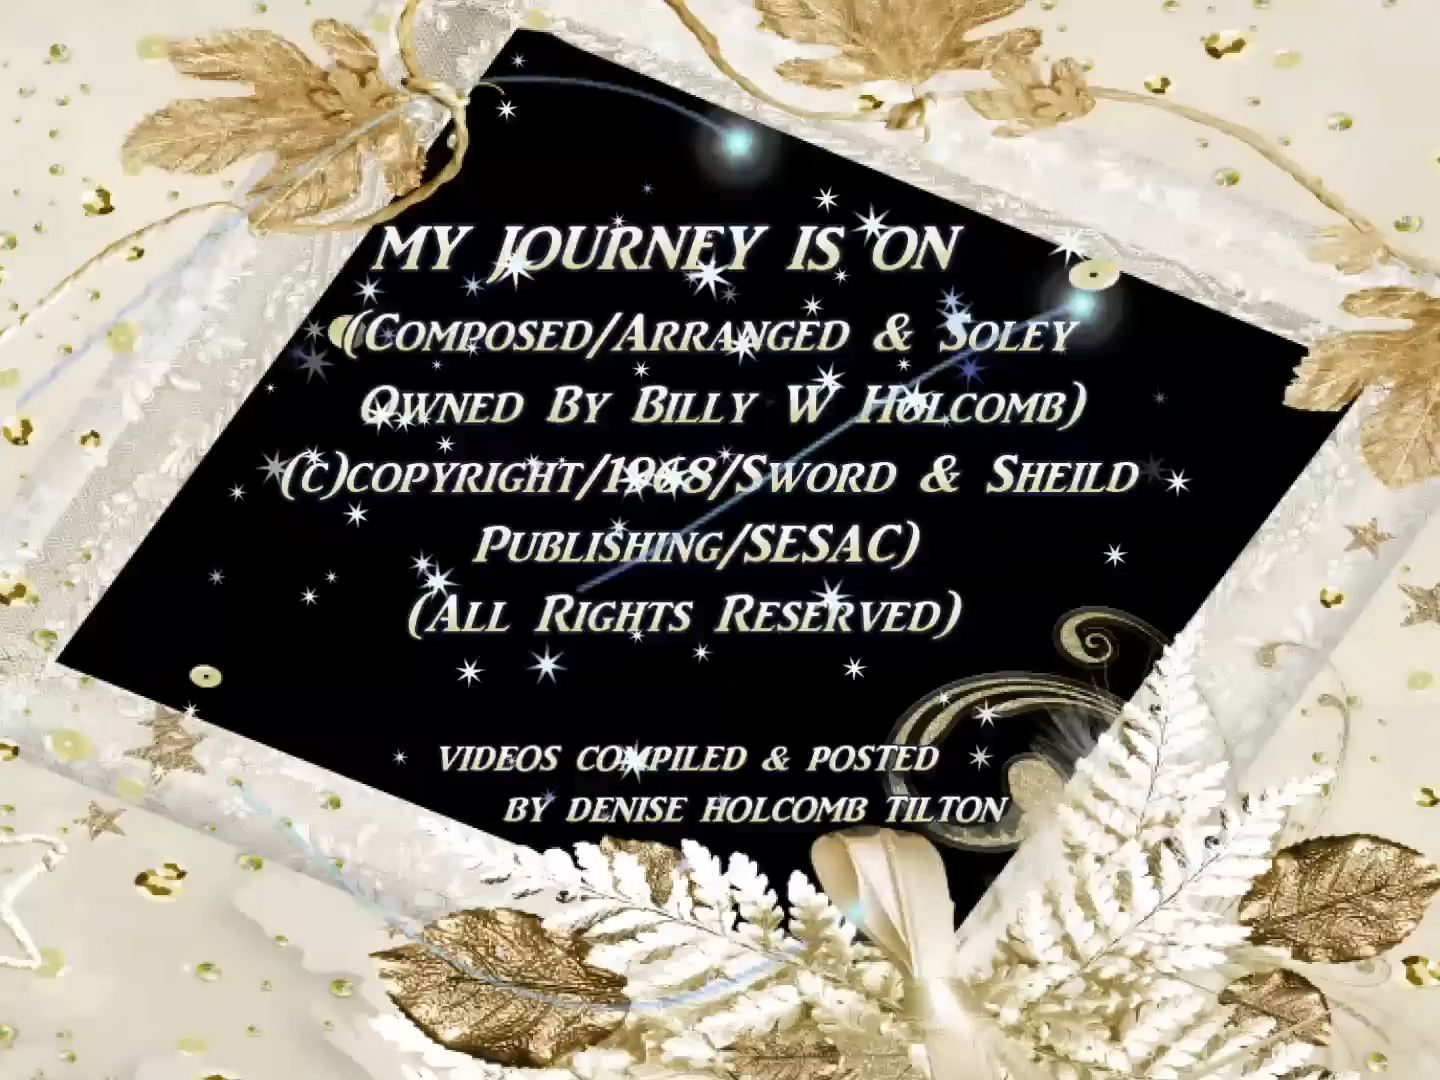 MY JOURNEY IS ON
(COMPOSED/ARRANGED & SOLEY
OWNED BY BILLY W HOLCOMB)
(C)COPYRIGHT/1968/SWORD & SHEILD
PUBLISHING/SESAC)
(ALL RIGHTS RESERVED)
VIDEOS COMPILED & POSTED
BY DENISE HOLCOMB TILTON